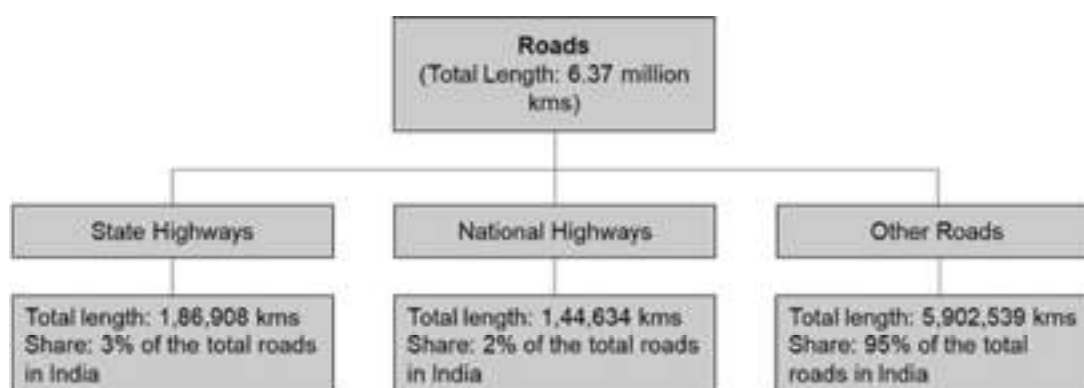 Roads
(Total Length: 6.37 million
kms)
State Highways
National Highways
Other Roads
Total length: 1,86,908 kms
Share: 3% of the total roads
in India
Total length: 1,44,634 kms
Share: 2% of the total roads
in India
Total length: 5,902,539 kms
Share: 95% of the total
roads in India